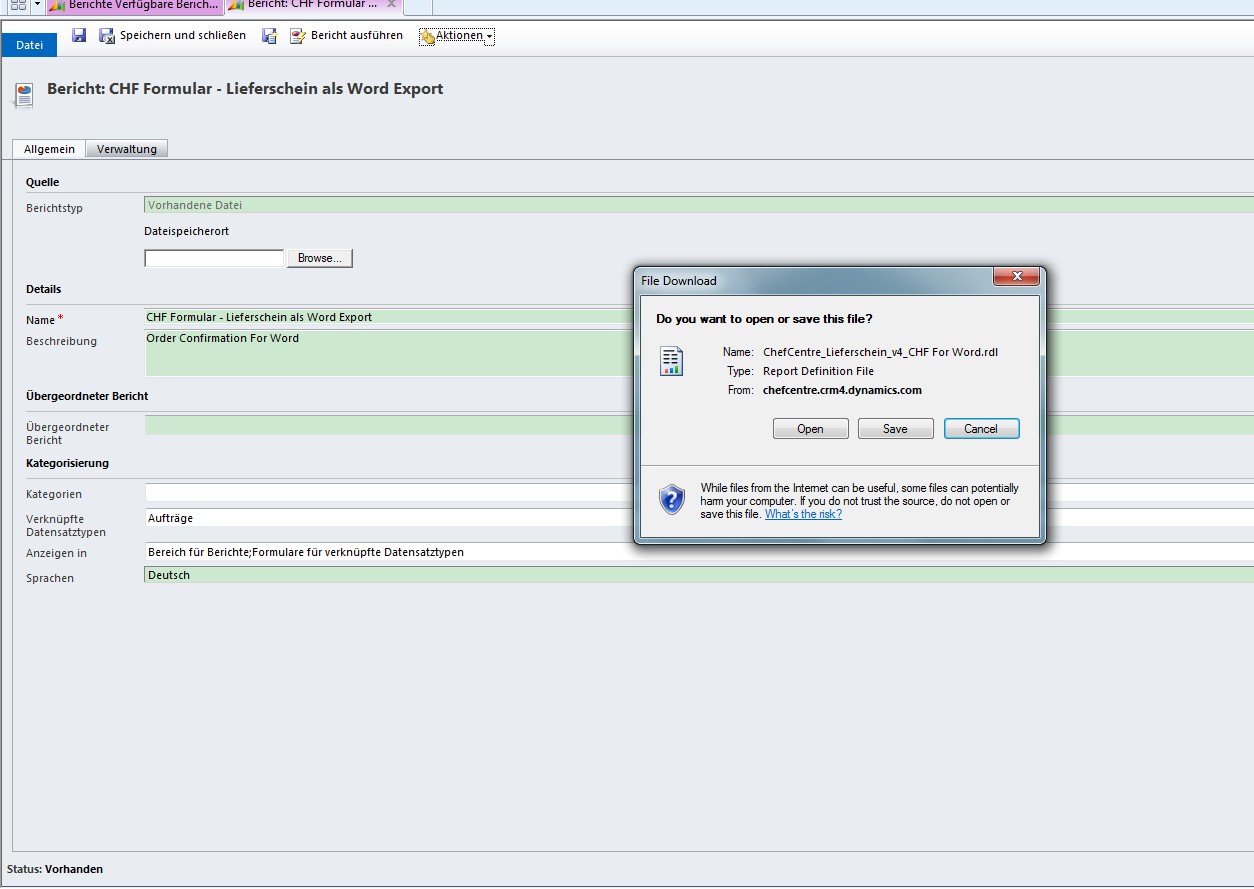 Berichte Verfügbare Berich...
Bericht: CHF Formular ...
Datei
Speichern und schließen
Bericht ausführen
Aktionen
Bericht: CHF Formular - Lieferschein als Word Export
Allgemein
Verwaltung
Quelle
Berichtstyp
Vorhandene Datei
Dateispeicherort
Browse...
Details
Name *
CHF Formular - Lieferschein als Word Export
Beschreibung
Order Confirmation For Word
Übergeordneter Bericht
Übergeordneter
Bericht
Kategorisierung
Kategorien
Verknüpfte
Datensatztypen
Aufträge
Anzeigen in
Bereich für Berichte;Formulare für verknüpfte Datensatztypen
Sprachen
Deutsch
File Download
Do you want to open or save this file?
Name: ChefCentre_Lieferschein_v4_CHF For Word.rdl
Type: Report Definition File
From: chefcentre.crm4.dynamics.com
Open
Save
Cancel
While files from the Internet can be useful, some files can potentially
harm your computer. If you do not trust the source, do not open or
save this file. What's the risk?
Status: Vorhanden